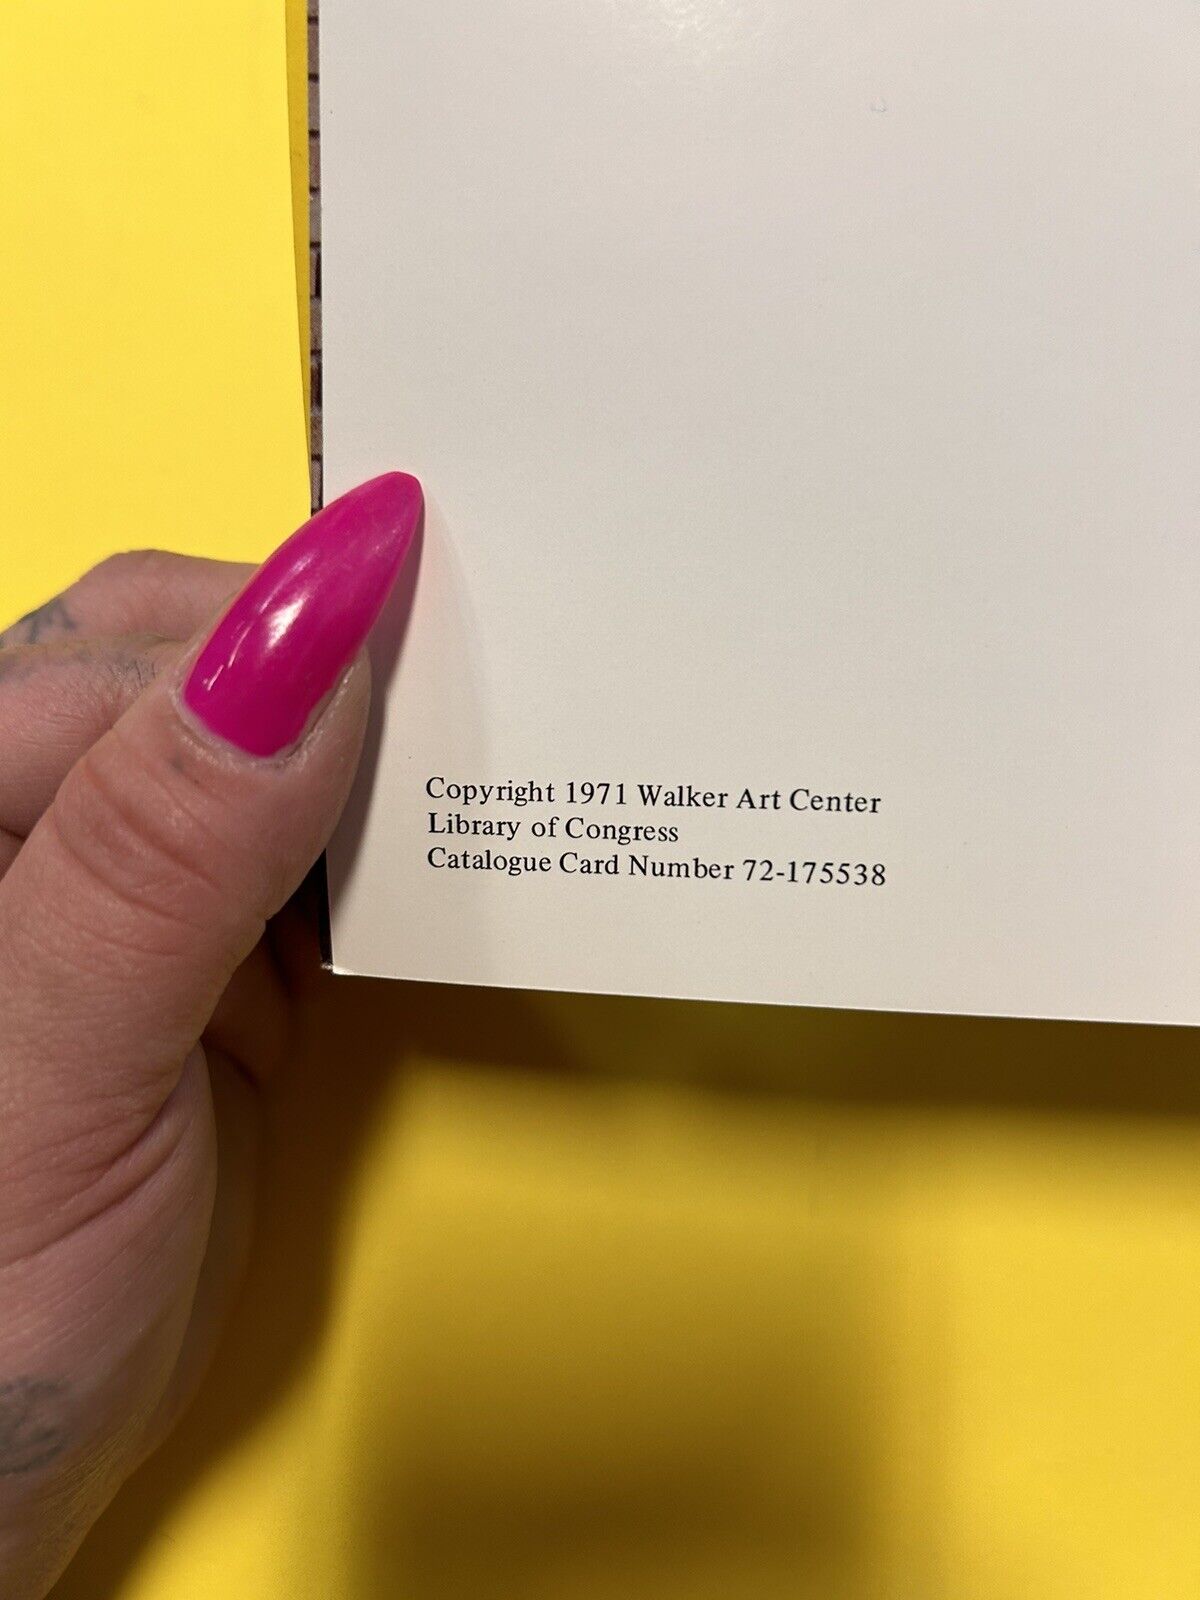 Copyright 1971 Walker Art Center
Library of Congress
Catalogue Card Number 72-175538